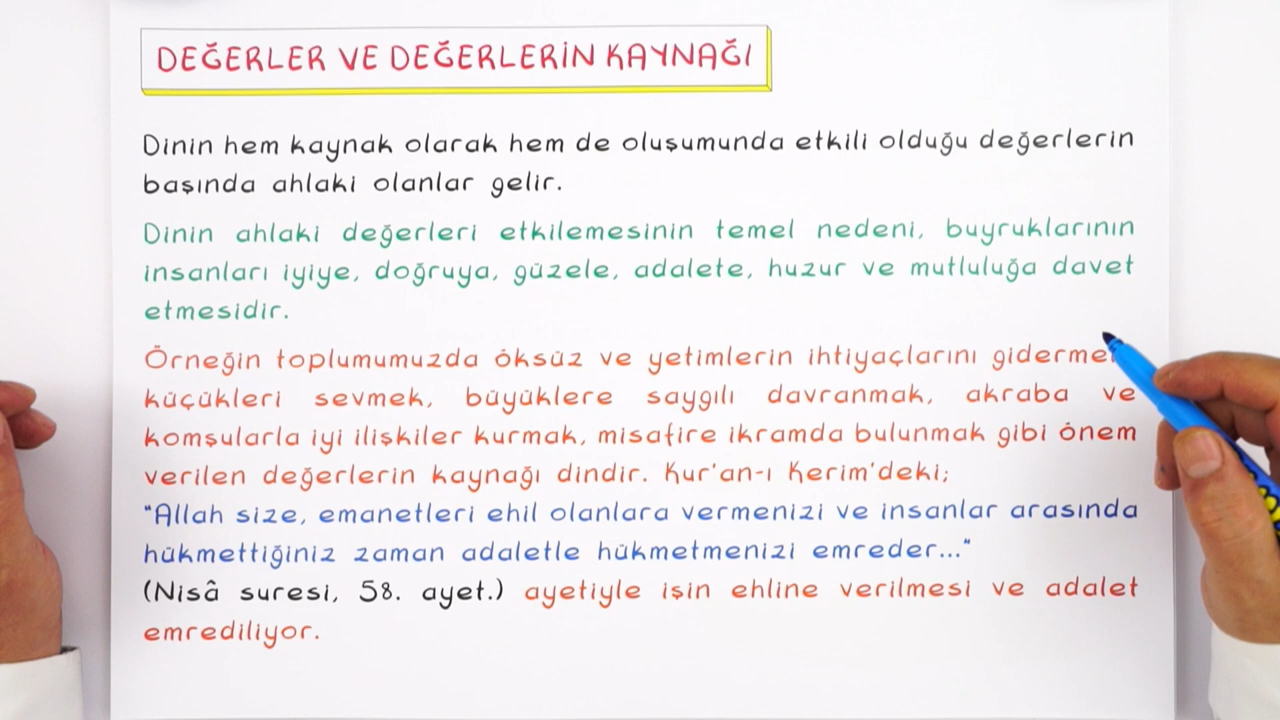 DEĞERLER VE DEĞERLERİN KAYNAĞI
Dinin hem kaynak olarak hem de oluşumunda etkili olduğu değerlerin
başında ahlaki olanlar gelir.
Dinin ahlaki değerleri etkilemesinin temel nedeni, buyruklarının
insanları iyiye, doğruya, güzele, adalete, huzur ve mutluluğa davet
etmesidir.
Örneğin toplumumuzda öksüz ve yetimlerin ihtiyaçlarını
küçükleri sevmek, büyüklere saygılı davranmak, akraba ve
komşularla iyi ilişkiler kurmak, misafire ikramda bulunmak gibi önem
verilen değerlerin kaynağı dindir. Kur'an-ı Kerim'deki;
"Allah size, emanetleri ehil olanlara vermenizi ve insanlar arasında
hükmettiğiniz zaman adaletle hükmetmenizi emreder..."
(Nisâ suresi, 58. ayet.) ayetiyle işin ehline verilmesi ve adalet
emrediliyor.